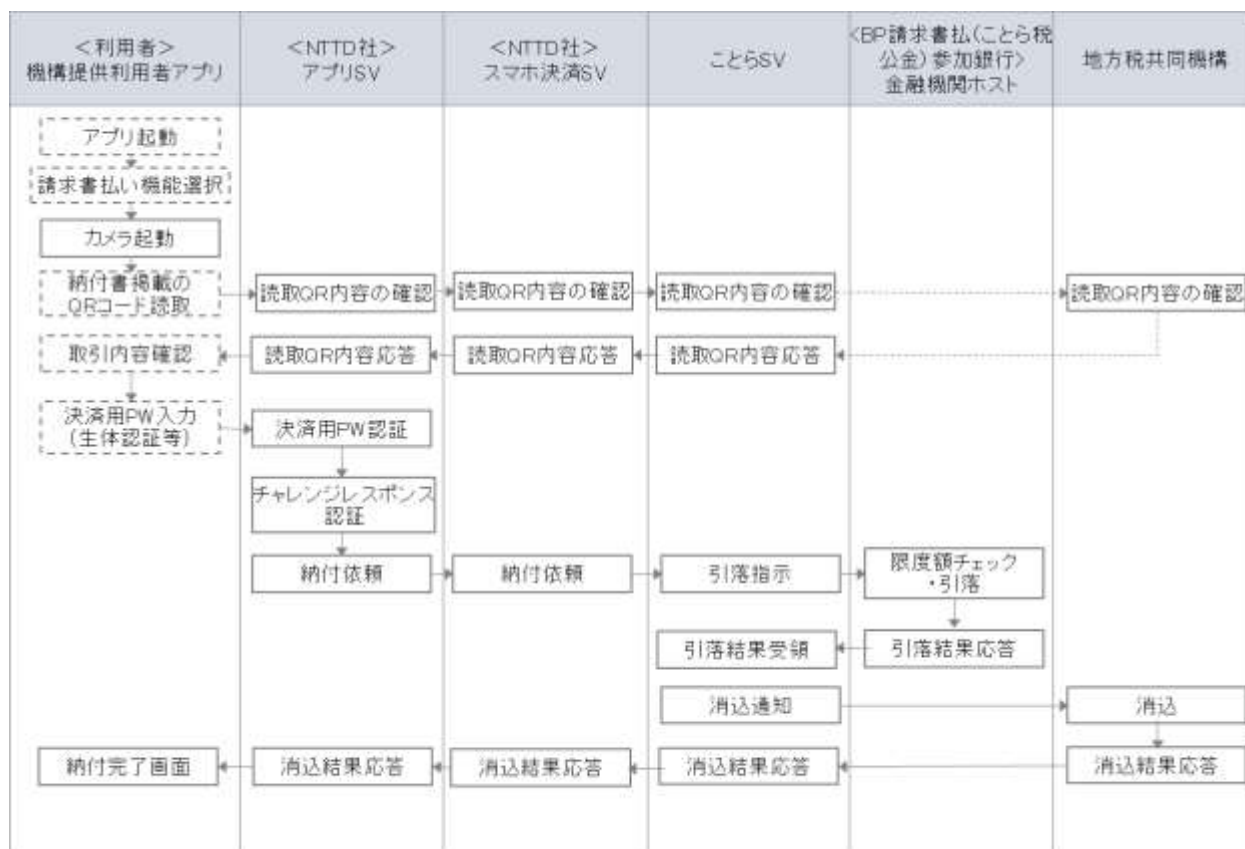 ＜利用者＞
機構提供利用者アプリ
＜NTTD社＞
アプリSV
＜NTTD社＞
スマホ決済SV
ことらSV
＜BP請求書払（ことら税
公金）参加銀行＞
金融機関ホスト
地方税共同機構
アプリ起動
請求書払い機能選択
カメラ起動
納付書掲載の
QRコード読取
読取QR内容の確認
読取QR内容の確認
読取QR内容の確認
読取QR内容の確認
取引内容確認
読取QR内容応答
読取QR内容応答
読取QR内容応答
決済用PW入力
（生体認証等）
決済用PW認証
チャレンジレスポンス
認証
納付依頼
納付依頼
引落指示
限度額チェック
・引落
引落結果受領
引落結果応答
消込通知
消込
納付完了画面
消込結果応答
消込結果応答
消込結果応答
消込結果応答